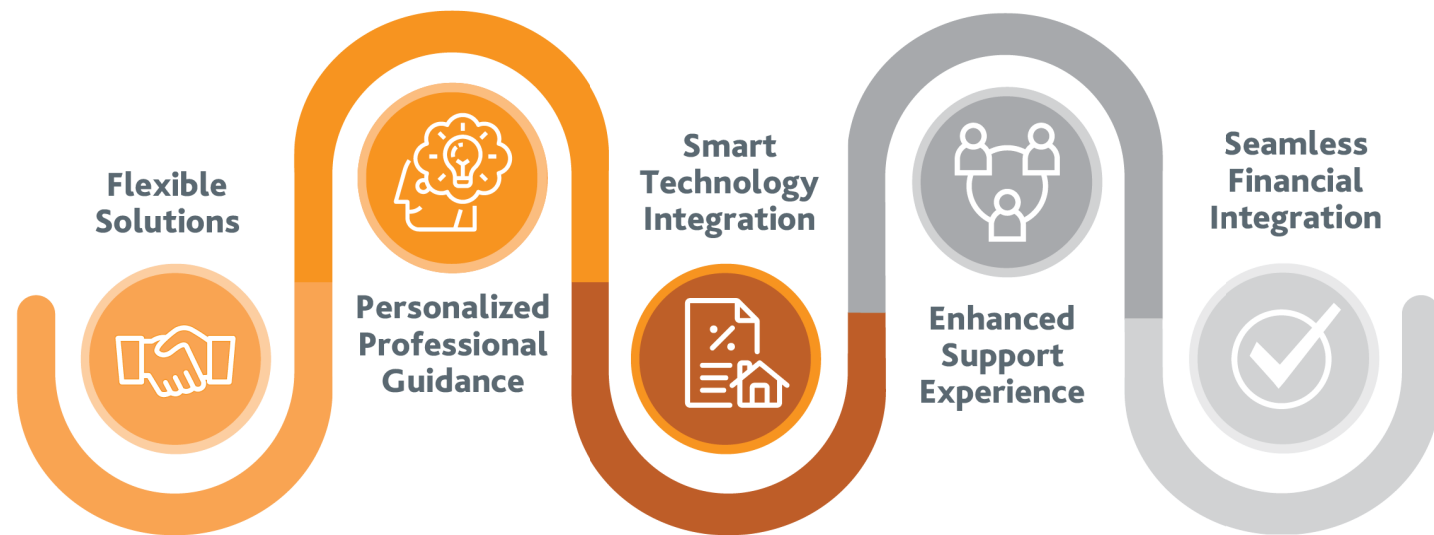 Flexible
Solutions
Personalized
Professional
Guidance
Smart
Technology
Integration
%
Enhanced
Support
Experience
Seamless
Financial
Integration